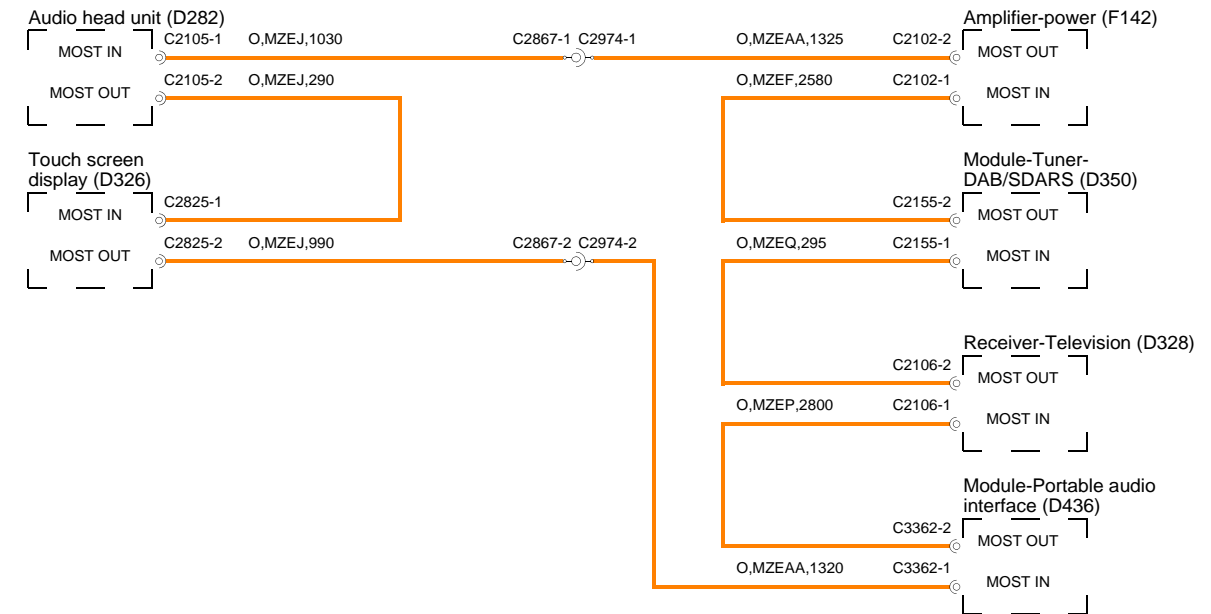 Audio head unit (D282)
Amplifier-power (F142)
MOST IN
C2105-1 O,MZEJ,1030 C2867-1 C2974-1 O,MZEAA,1325 C2102-2
MOST OUT
C2105-2 O,MZEJ,290 O,MZEF,2580 C2102-1
MOST OUT
MOST IN
Touch screen
display (D326)
Module-Tuner-
DAB/SDARS (D350)
C2825-1
MOST IN
C2155-2
MOST OUT
C2825-2 O,MZEJ,990 C2867-2 C2974-2 O,MZEQ,295 C2155-1
MOST OUT
MOST IN
Receiver-Television (D328)
C2106-2
MOST OUT
O,MZEP,2800 C2106-1
MOST IN
Module-Portable audio
interface (D436)
C3362-2
MOST OUT
O,MZEAA,1320 C3362-1
MOST IN